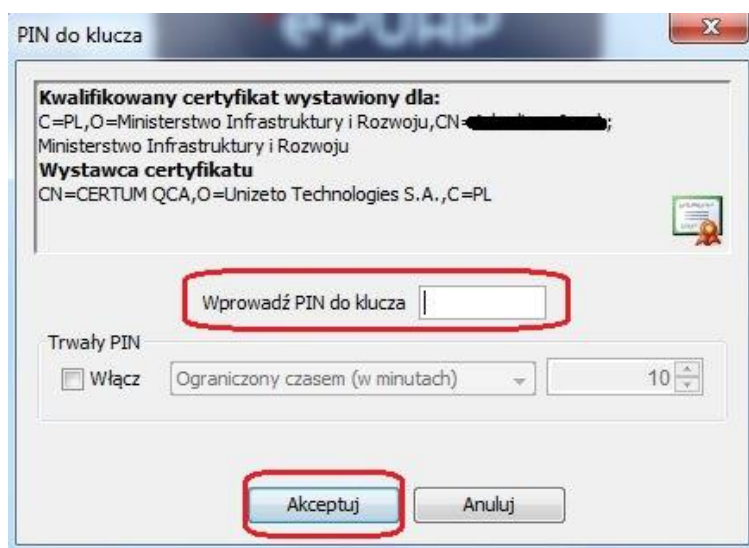 ePUAP
PIN do klucza
Kwalifikowany certyfikat wystawiony dla:
C=PL,O=Ministerstwo Infrastruktury i Rozwoju,CN=
Ministerstwo Infrastruktury i Rozwoju
Wystawca certyfikatu
CN=CERTUM QCA,O=Unizeto Technologies S.A.,C=PL
Wprowadź PIN do klucza
Trwały PIN
Włącz Ograniczony czasem (w minutach) 10
Akceptuj Anuluj